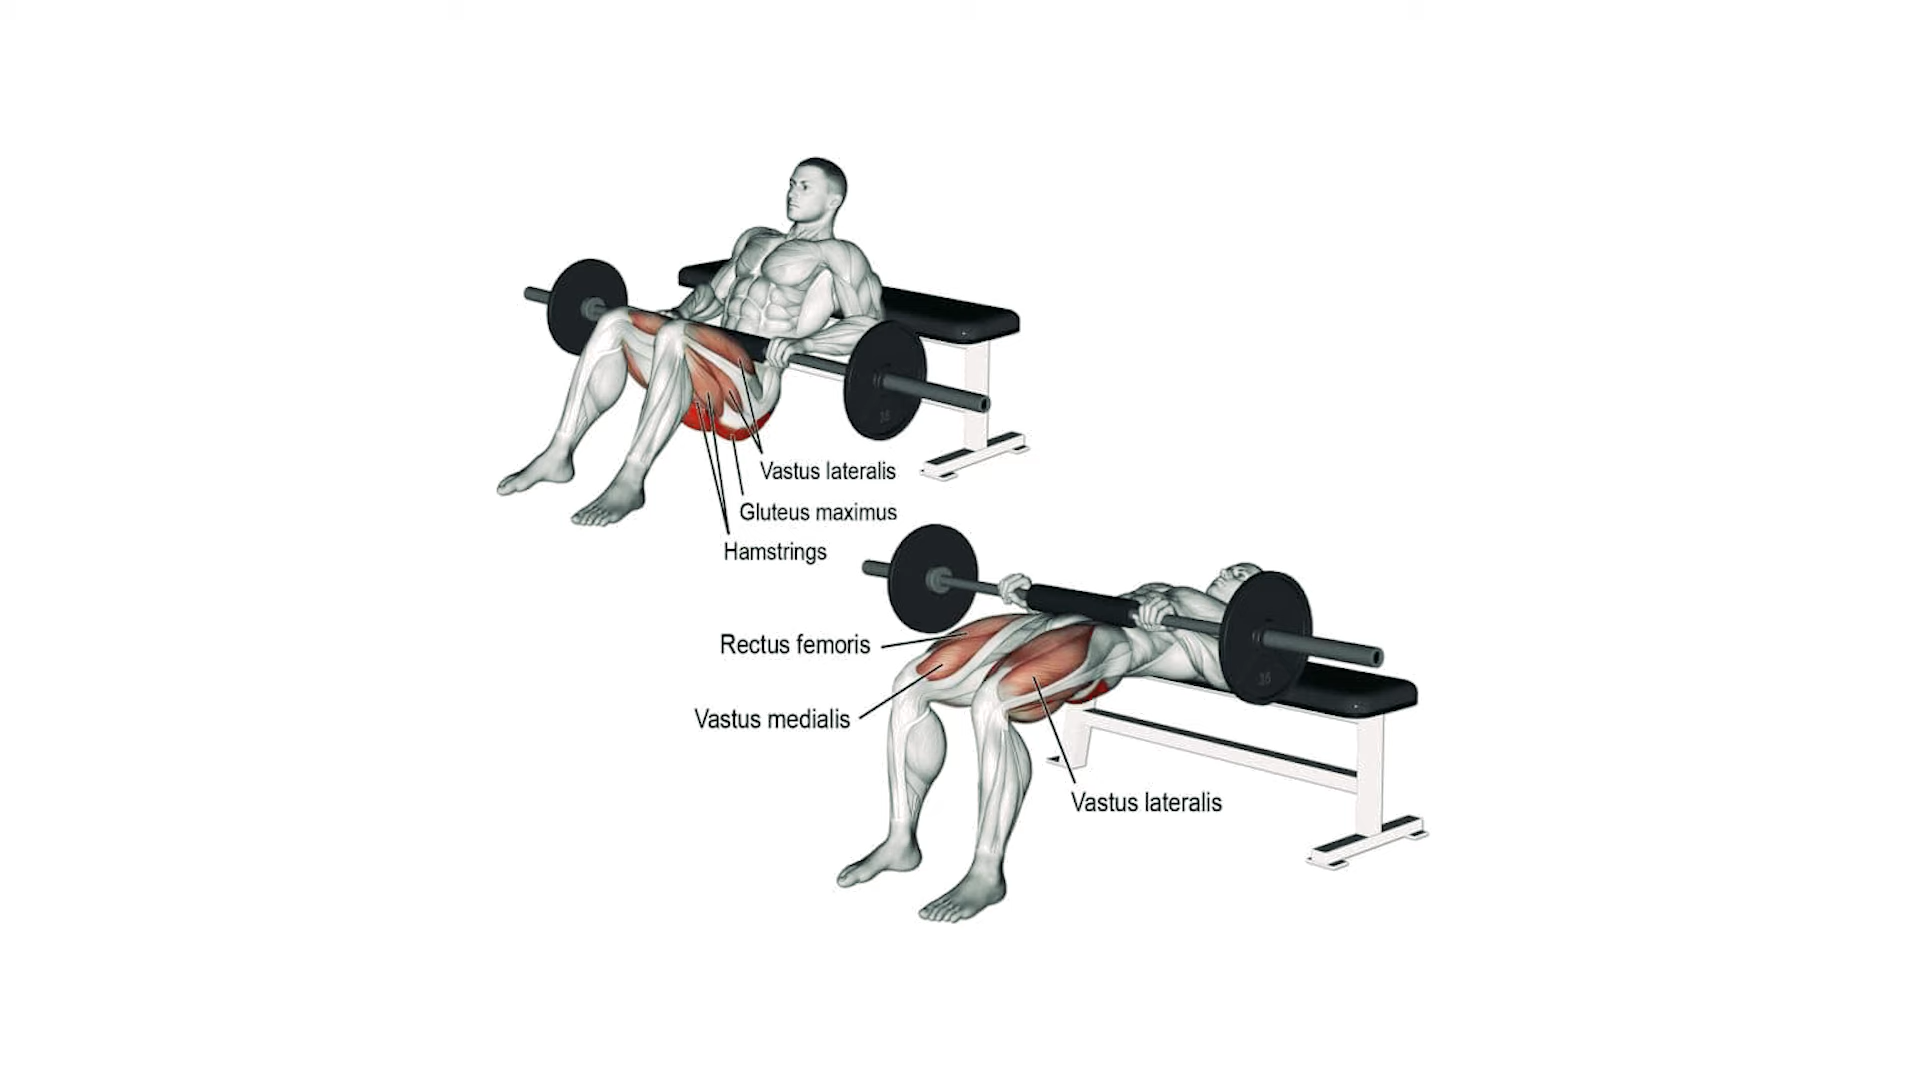 Vastus lateralis
Gluteus maximus
Hamstrings
Rectus femoris
Vastus medialis
Vastus lateralis